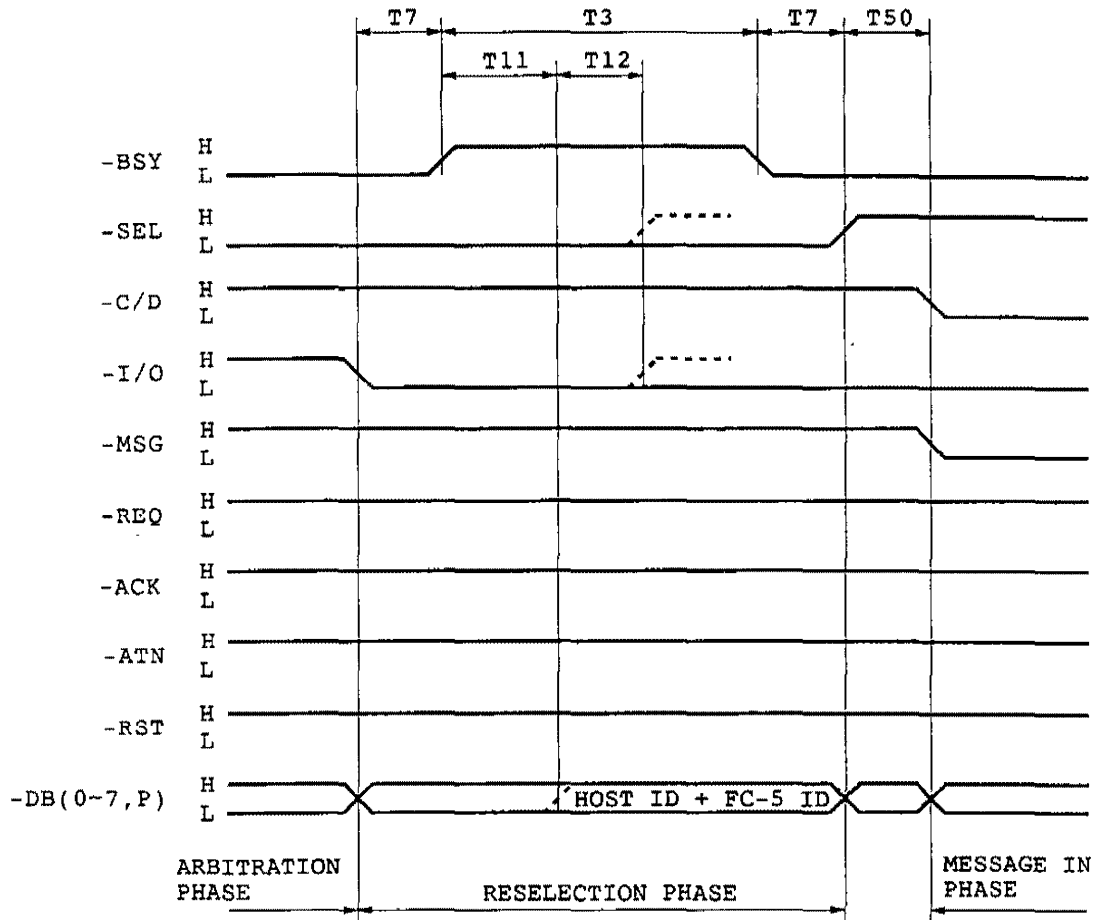 T7 T3 T7 T50
T11 T12
-BSY H
L
-SEL H
L
-C/D H
L
-I/O H
L
-MSG H
L
-REQ H
L
-ACK H
L
-ATN H
L
-RST H
L
-DB(0~7,P) H
L
HOST ID + FC-5 ID
ARBITRATION
PHASE
RESELECTION PHASE
MESSAGE IN
PHASE